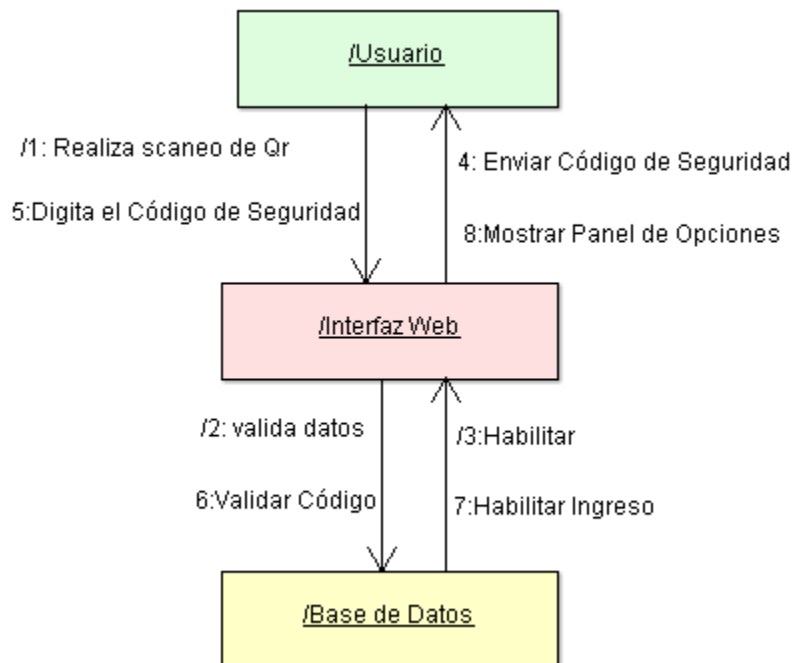 /Usuario
/1: Realiza scaneo de Qr
4: Enviar Código de Seguridad
5:Digita el Código de Seguridad
8:Mostrar Panel de Opciones
/Interfaz Web
/2: valida datos
/3:Habilitar
6:Validar Código
7:Habilitar Ingreso
/Base de Datos